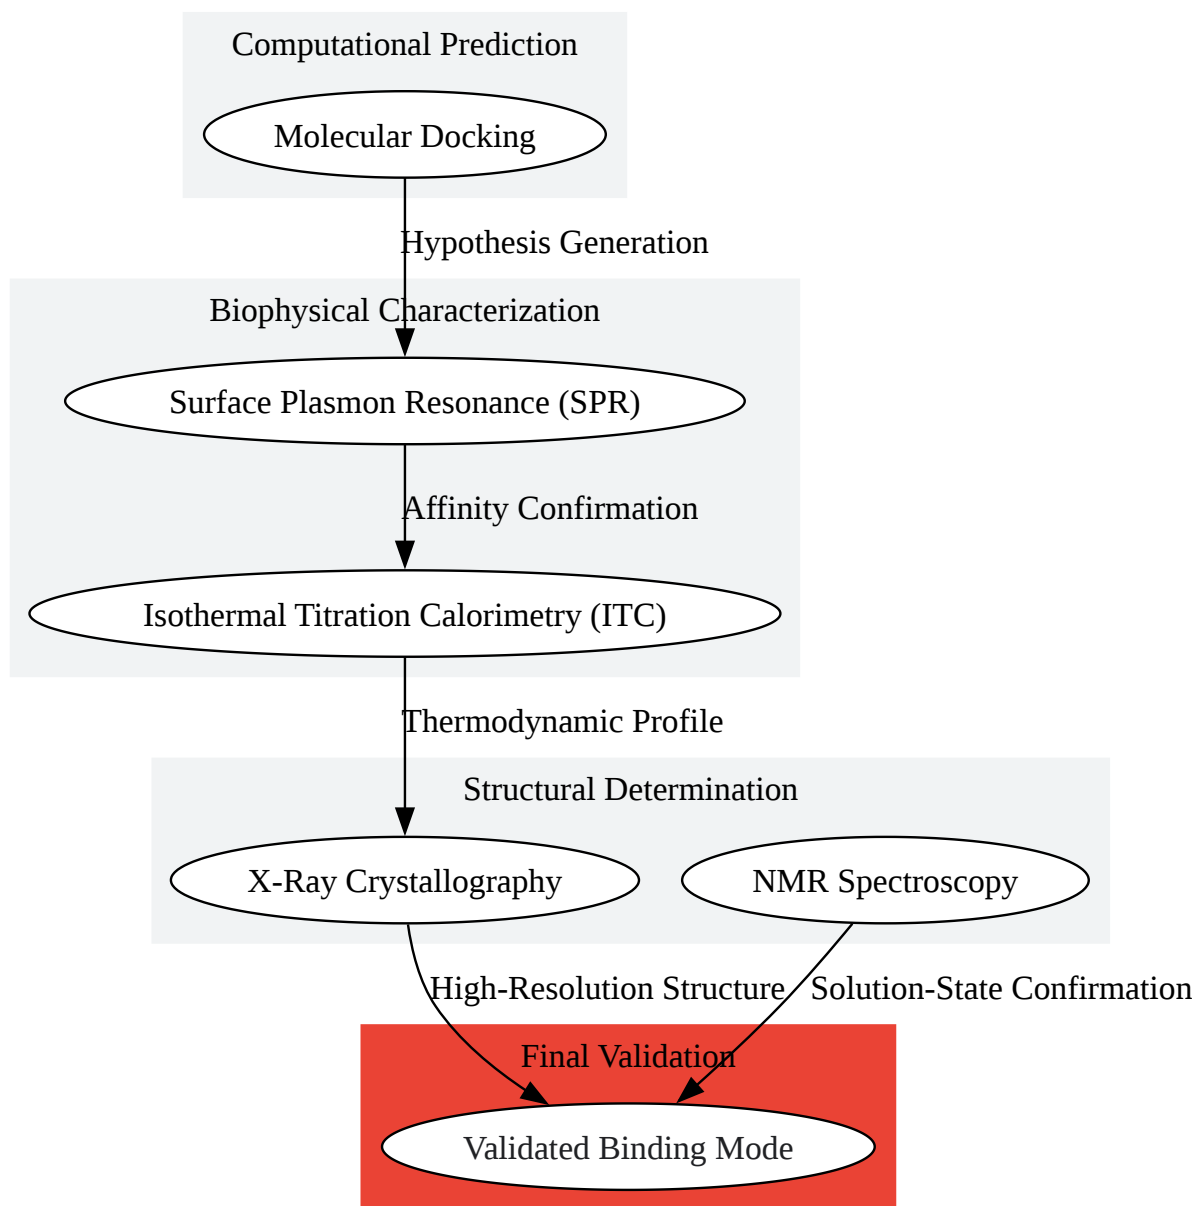 Computational Prediction
Molecular Docking
Hypothesis Generation
Biophysical Characterization
Surface Plasmon Resonance (SPR)
Affinity Confirmation
Isothermal Titration Calorimetry (ITC)
Thermodynamic Profile
Structural Determination
X-Ray Crystallography
NMR Spectroscopy
High-Resolution Structure
Solution-State Confirmation
Final Validation
Validated Binding Mode